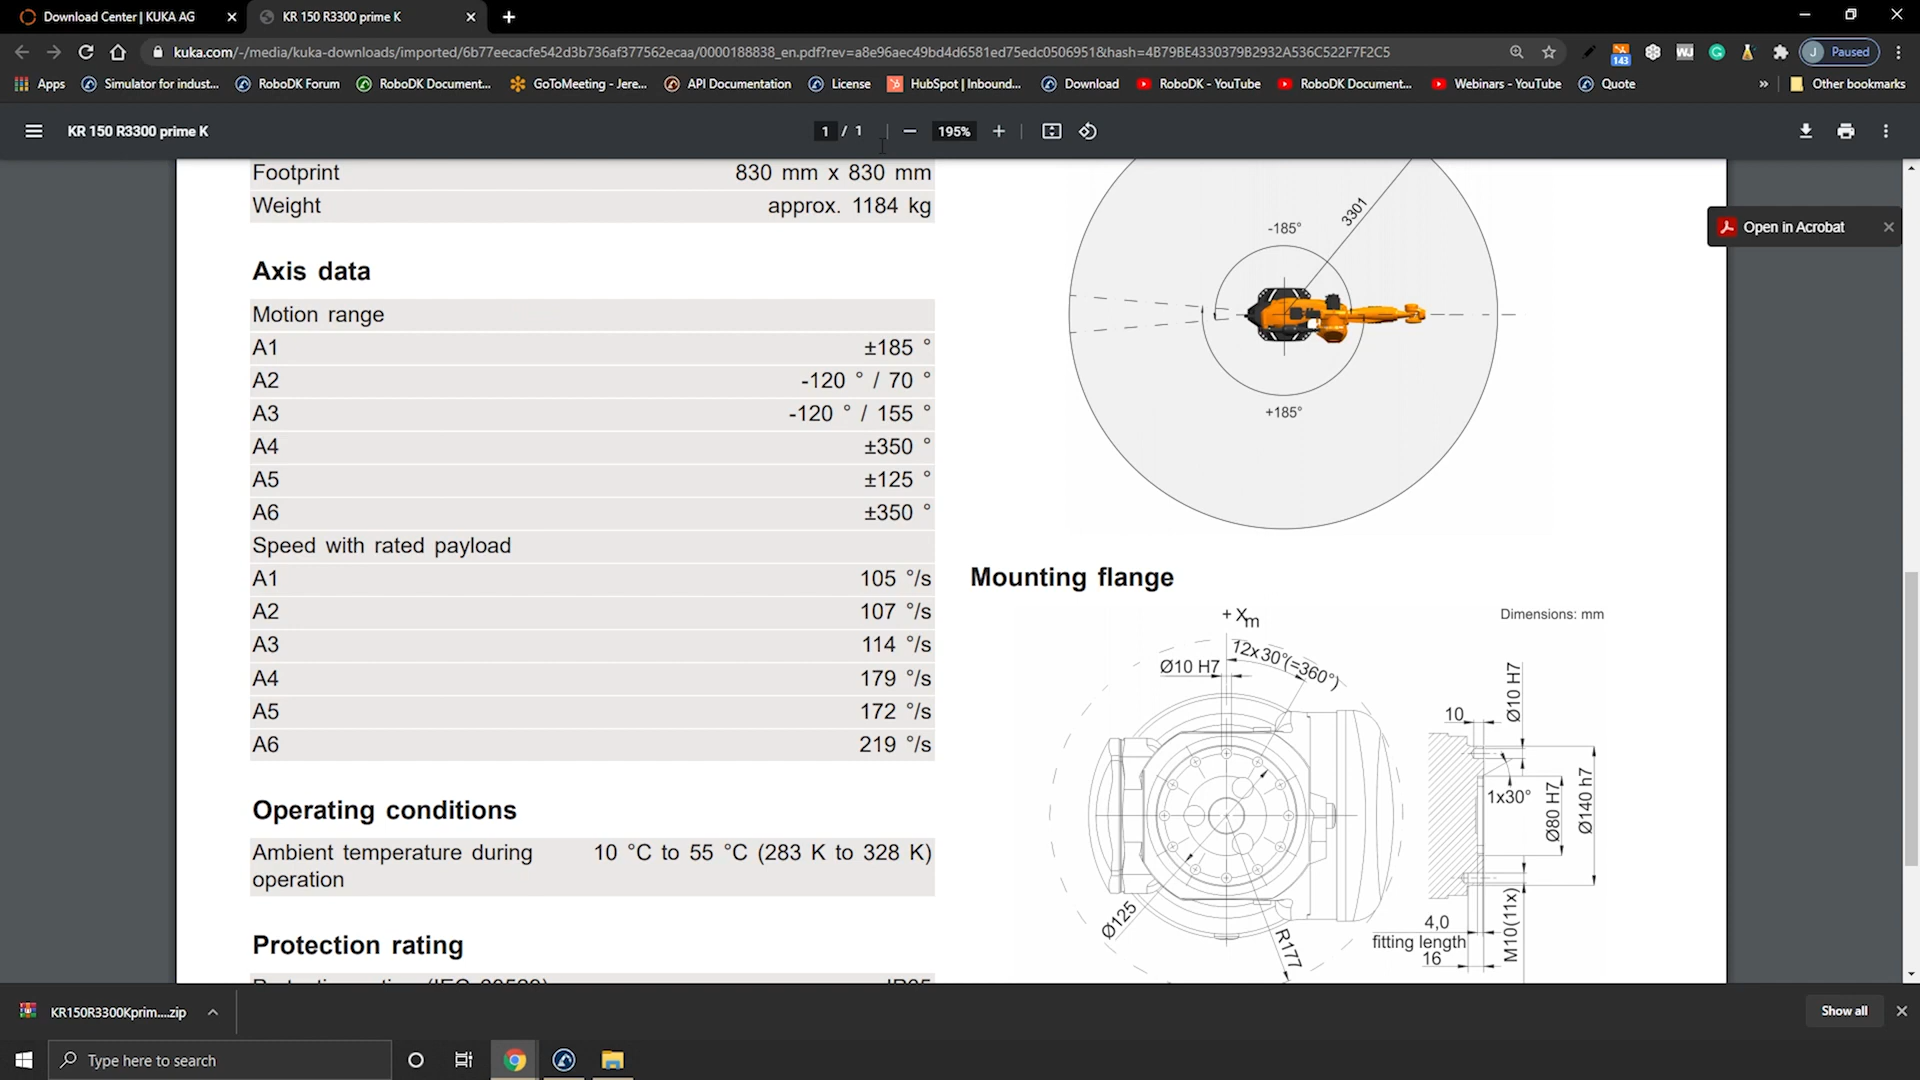 Download Center | KUKA AG
KR 150 R3300 prime K
kuka.com/-/media/kuka-downloads/imported/6b77eecacfe542d3b736af377562ecaa/0000188838_en.pdf?rev=a8e96aec49bd4d6581ed75edc0506951&hash=4B79BE4330379B2932A536C522F7F2C5
143
J Paused
Apps
Simulator for indust...
RoboDK Forum
RoboDK Document...
GoToMeeting - Jere...
API Documentation
License
HubSpot | Inbound...
Download
RoboDK - YouTube
RoboDK Document...
Webinars - YouTube
Quote
»
Other bookmarks
KR 150 R3300 prime K
1 / 1
195%
Open in Acrobat
Footprint 830 mm x 830 mm
Weight approx. 1184 kg
Axis data
Motion range
A1 ±185 °
A2 -120 ° / 70 °
A3 -120 ° / 155 °
A4 ±350 °
A5 ±125 °
A6 ±350 °
Speed with rated payload
A1 105 °/s
A2 107 °/s
A3 114 °/s
A4 179 °/s
A5 172 °/s
A6 219 °/s
Operating conditions
Ambient temperature during 10 °C to 55 °C (283 K to 328 K)
operation
Protection rating
3301
-185°
+185°
Mounting flange
+ Xm
Dimensions: mm
12x30°(=360°)
Ø10 H7
Ø10 H7
10
1x30°
Ø80 H7
Ø140 h7
Ø125
R177
4,0
fitting length
16
M10(11x)
KR150R3300Kprim....zip
Show all
Type here to search